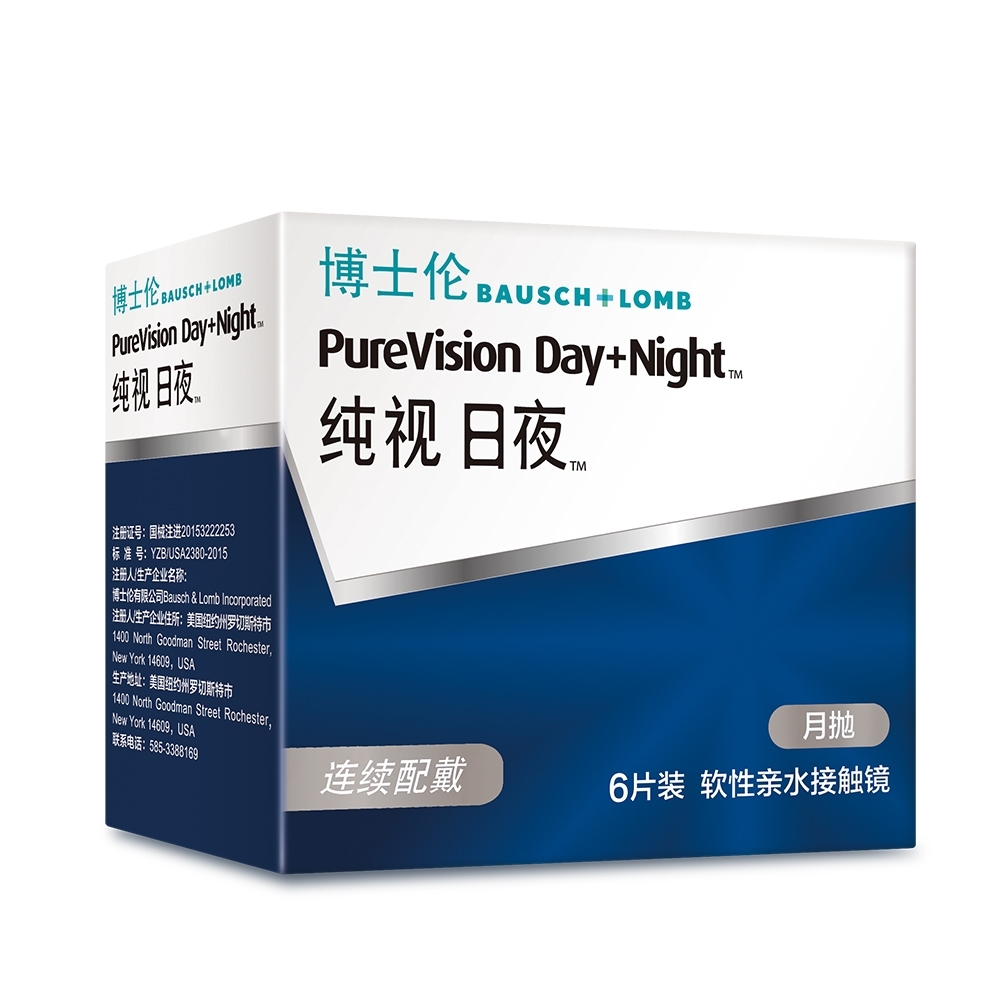 博士伦 BAUSCH+LOMB
PureVision Day+Night™
纯视 日夜™
注册证号：国械注进20153222253
标 准 号：YZB/USA2380-2015
注册人/生产企业名称：
博士伦有限公司Bausch & Lomb Incorporated
注册人/生产企业住所：美国纽约州罗切斯特市
1400 North Goodman Street Rochester,
New York 14609，USA
生产地址：美国纽约州罗切斯特市
1400 North Goodman Street Rochester,
New York 14609，USA
联系电话：585-3388169
博士伦 BAUSCH+LOMB
PureVision Day+Night™
纯视 日夜™
月抛
连续配戴
6片装 软性亲水接触镜